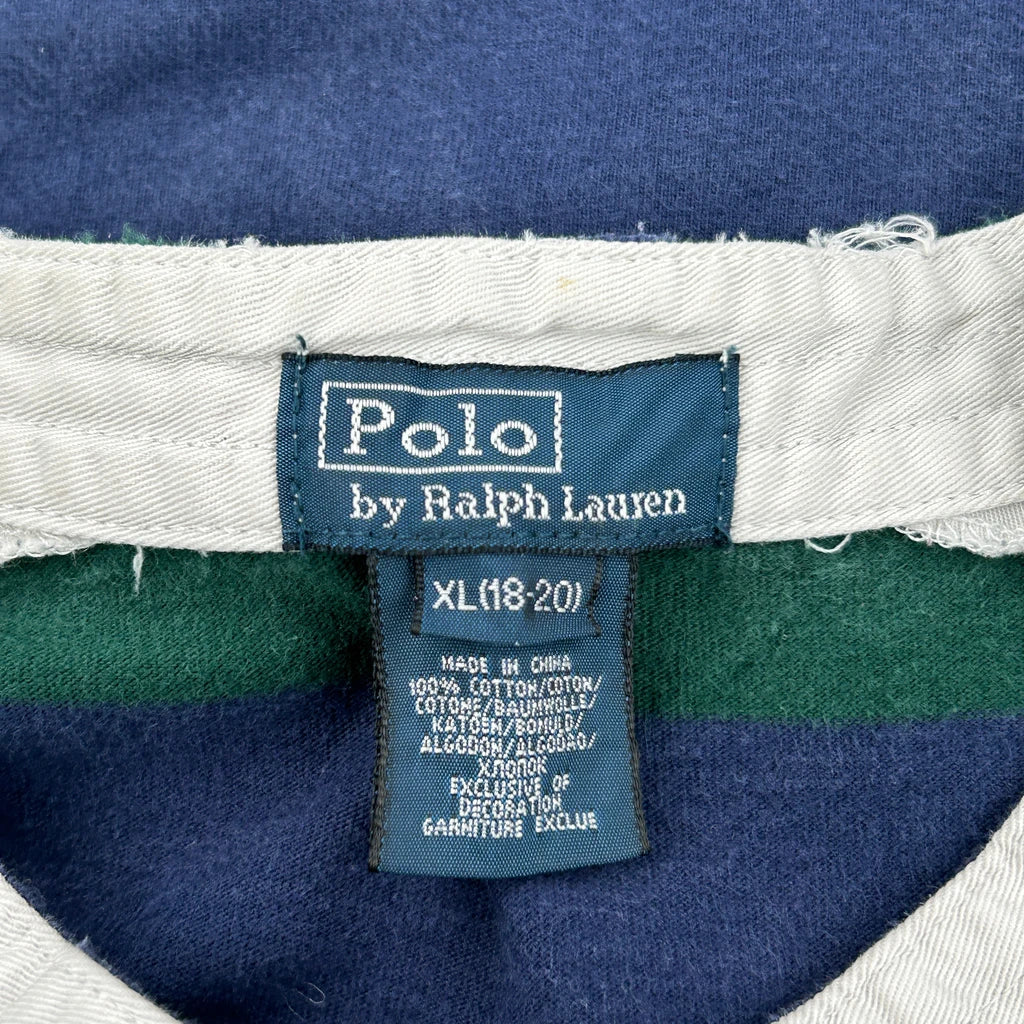 Polo
by Ralph Lauren
XL(18-20)
MADE IN CHINA
100% COTTON/COTON/
COTONE/BAUMWOLLE/
KATOEN/BOMULD/
ALGODON/ALGODAO/
ХЛОПОК
EXCLUSIVE OF
DECORATION
GARNITURE EXCLUE